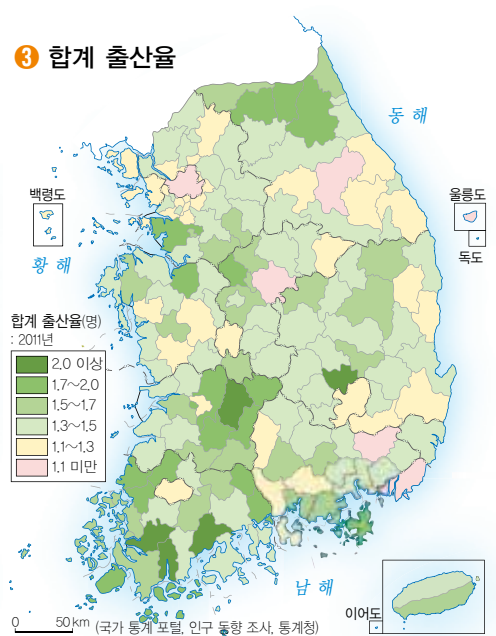 3 합계 출산율
동해
백령도
울릉도
독도
황해
합계 출산율(명)
: 2011년
2.0 이상
1.7~2.0
1.5~1.7
1.3~1.5
1.1~1.3
1.1 미만
남해
이어도
0 50km (국가 통계 포털, 인구 동향 조사, 통계청)